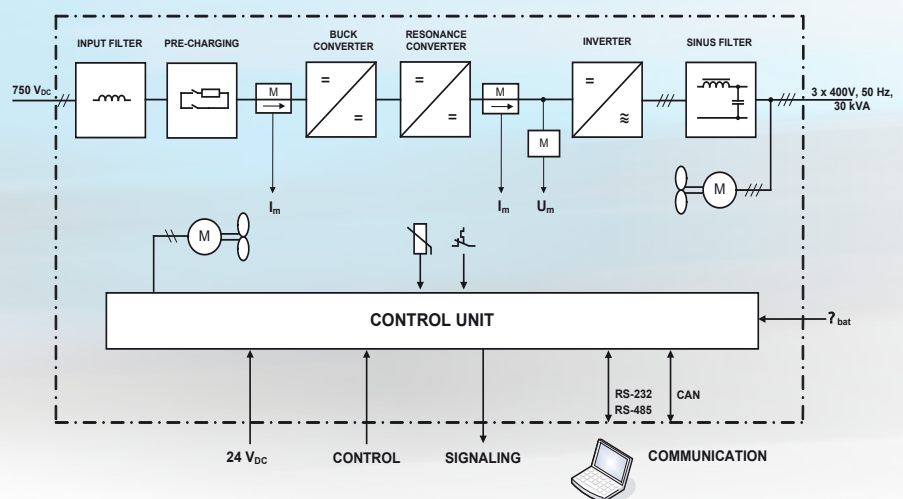 INPUT FILTER
PRE-CHARGING
BUCK
CONVERTER
RESONANCE
CONVERTER
INVERTER
SINUS FILTER
750 VDC
M
M
M
3 x 400V, 50 Hz,
30 kVA
Im
Im
Um
M
M
CONTROL UNIT
?bat
RS-232
RS-485
CAN
24 VDC
CONTROL
SIGNALING
COMMUNICATION